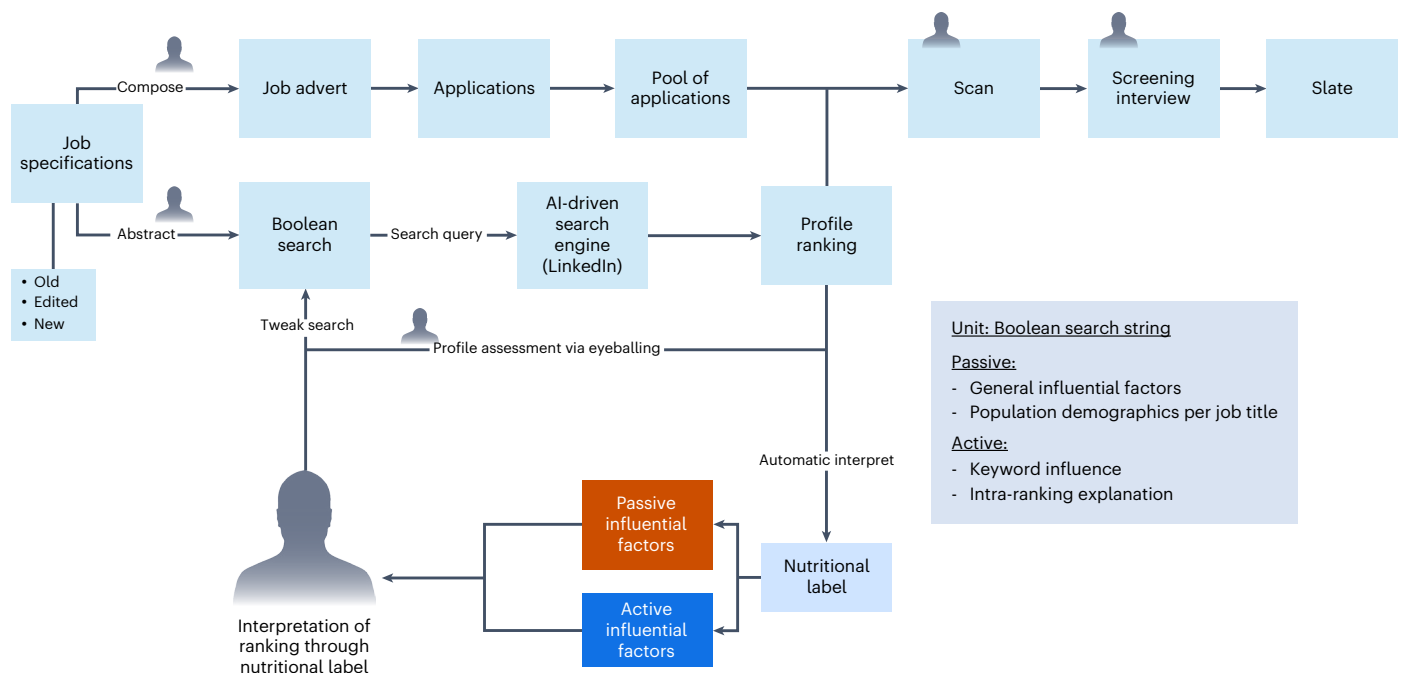 Compose
Job advert
Applications
Pool of
applications
Scan
Screening
interview
Slate
Job
specifications
Abstract
Boolean
search
Search query
AI-driven
search
engine
(LinkedIn)
Profile
ranking
• Old
• Edited
• New
Tweak search
Profile assessment via eyeballing
Unit: Boolean search string
Passive:
- General influential factors
- Population demographics per job title
Active:
- Keyword influence
- Intra-ranking explanation
Automatic interpret
Passive
influential
factors
Nutritional
label
Active
influential
factors
Interpretation of
ranking through
nutritional label